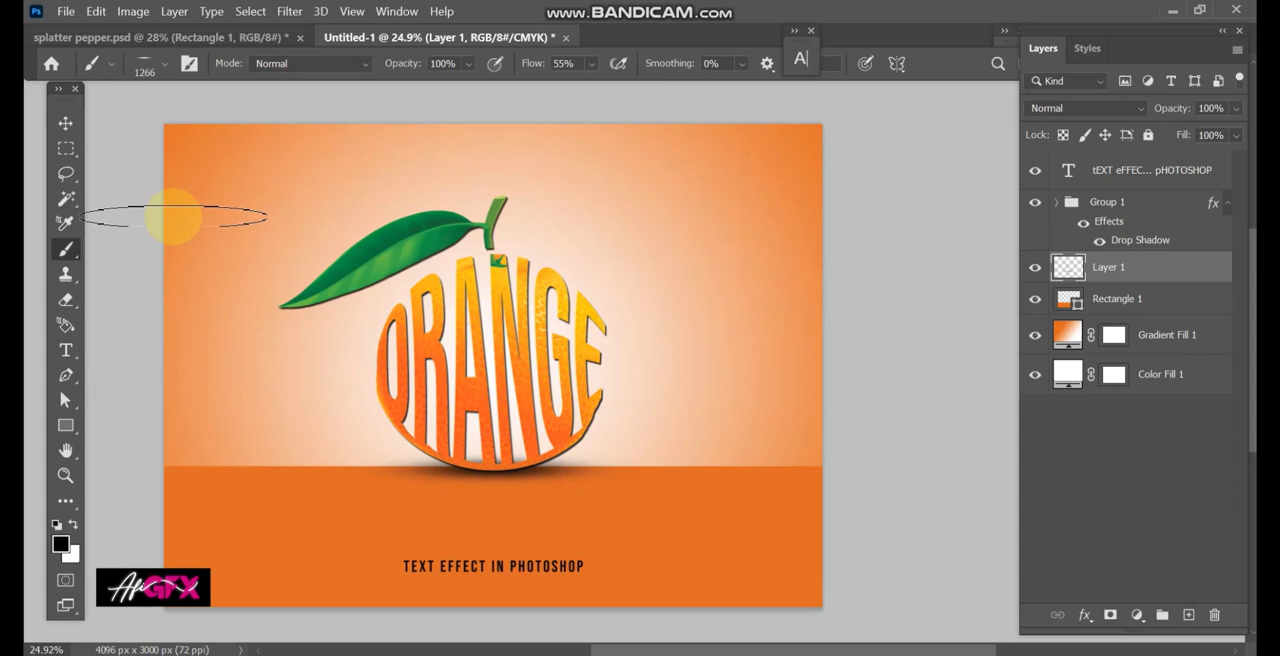 Ps File Edit Image Layer Type Select Filter 3D View Window Help
www.BANDICAM.com
splatter pepper.psd @ 28% (Rectangle 1, RGB/8#) * × Untitled-1 @ 24.9% (Layer 1, RGB/8#/CMYK) * ×
1266 Mode: Normal Opacity: 100% Flow: 55% Smoothing: 0%
A
Layers Styles
Kind
Normal Opacity: 100%
Lock: Fill: 100%
T tEXT eFFEC... pHOTOSHOP
Group 1 fx
Effects
Drop Shadow
Layer 1
Rectangle 1
Gradient Fill 1
Color Fill 1
ORANGE
TEXT EFFECT IN PHOTOSHOP
AfiGFX
24.92% 4096 px x 3000 px (72 ppi)
fx